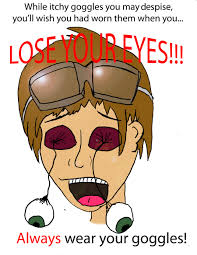 While itchy goggles you may despise,
you'll wish you had worn them when you...
LOSE YOUR EYES!!!
Always wear your goggles!